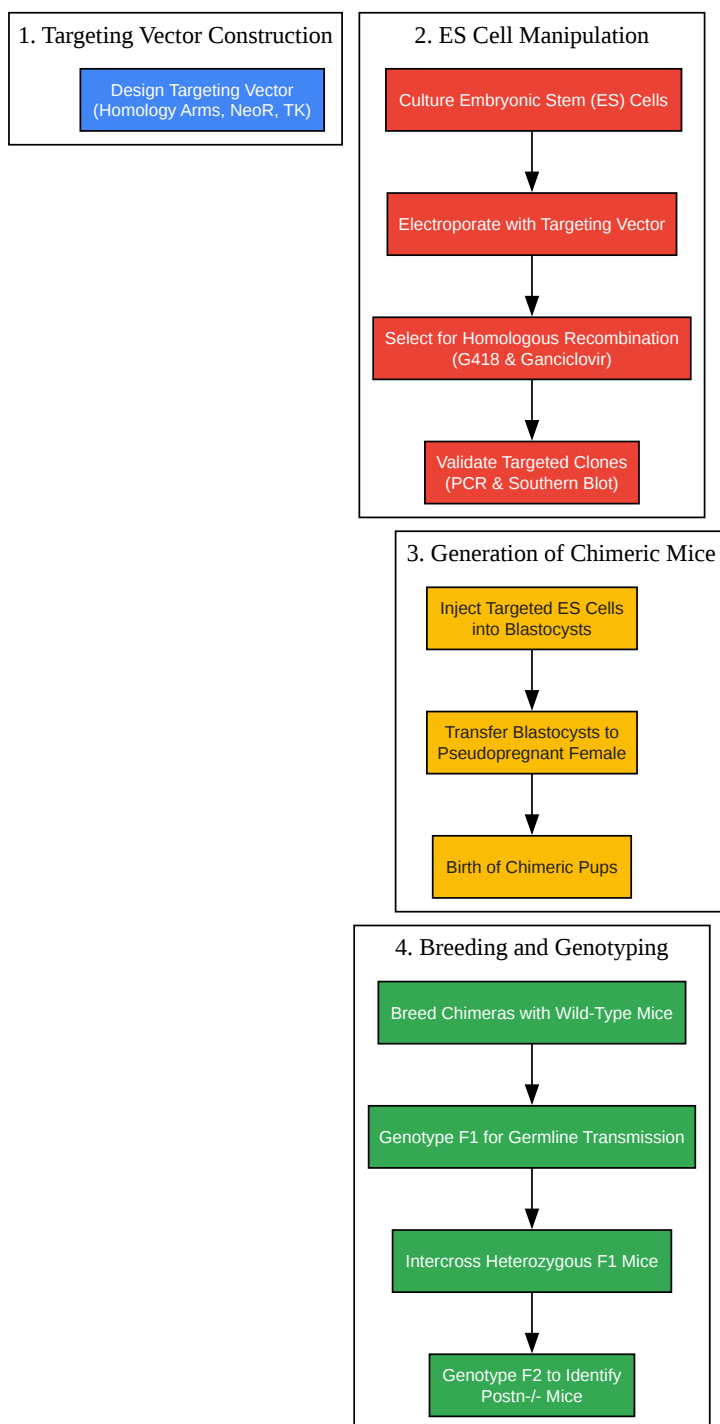 1. Targeting Vector Construction
Design Targeting Vector
(Homology Arms, NeoR, TK)
2. ES Cell Manipulation
Culture Embryonic Stem (ES) Cells
Electroporate with Targeting Vector
Select for Homologous Recombination
(G418 & Ganciclovir)
Validate Targeted Clones
(PCR & Southern Blot)
3. Generation of Chimeric Mice
Inject Targeted ES Cells
into Blastocysts
Transfer Blastocysts to
Pseudopregnant Female
Birth of Chimeric Pups
4. Breeding and Genotyping
Breed Chimeras with Wild-Type Mice
Genotype F1 for Germline Transmission
Intercross Heterozygous F1 Mice
Genotype F2 to Identify
Postn-/- Mice